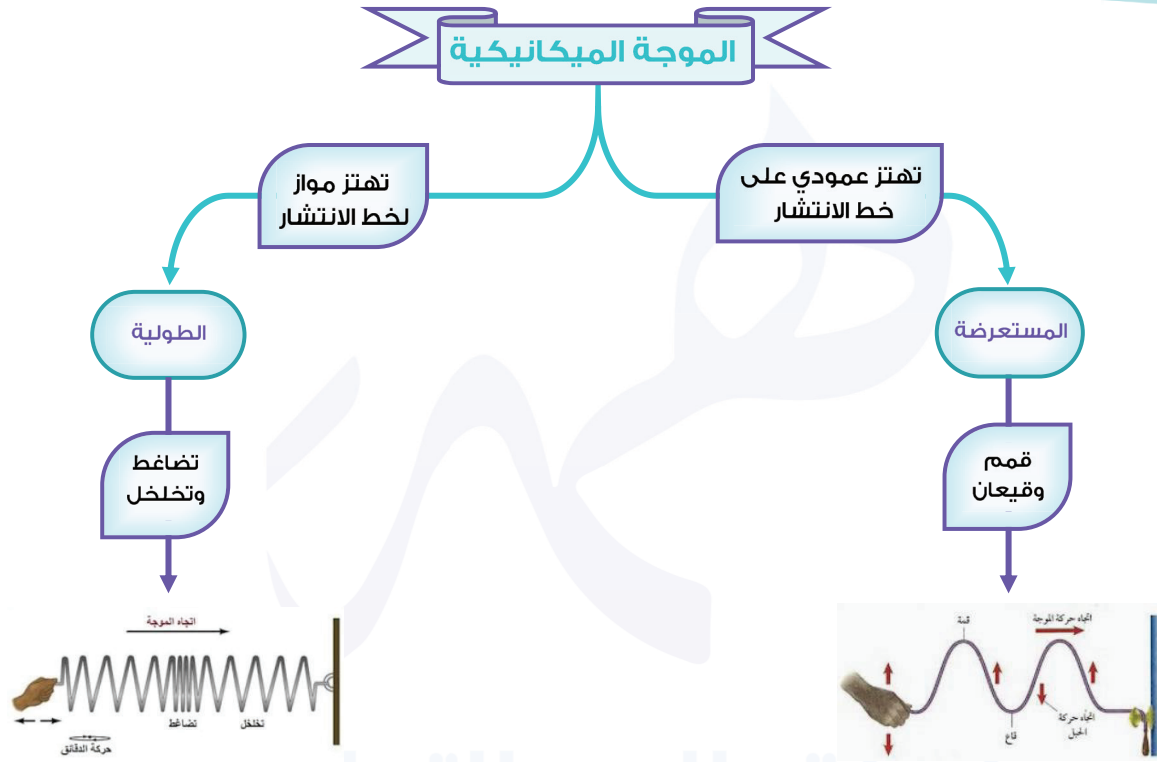 الموجة الميكانيكية
تهتز عمودي على
خط الانتشار
تهتز مواز
لخط الانتشار
المستعرضة
الطولية
قمم
وقيعان
تضاغط
وتخلخل
اتجاه حركة الموجة
قمة
اتجاه حركة
الحبل
قاع
اتجاه الموجة
تخلخل
تضاغط
حركة الدقائق